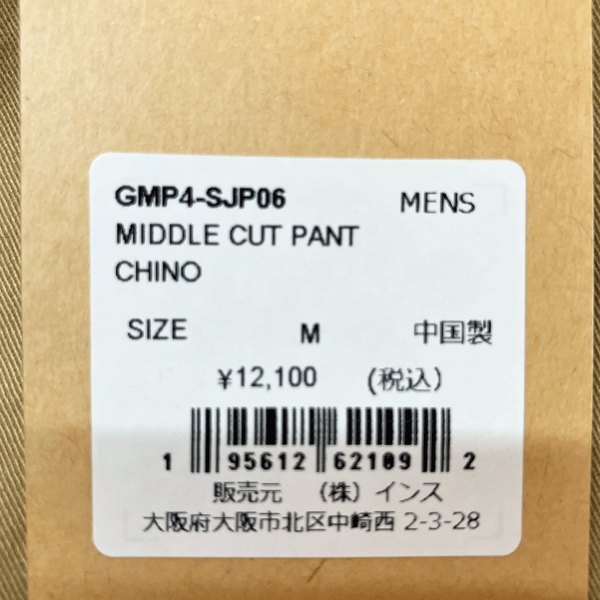 GMP4-SJP06 MENS
MIDDLE CUT PANT
CHINO
SIZE M 中国製
¥12,100 (税込)
1 95612 62109 2
販売元 (株)インス
大阪府大阪市北区中崎西 2-3-28